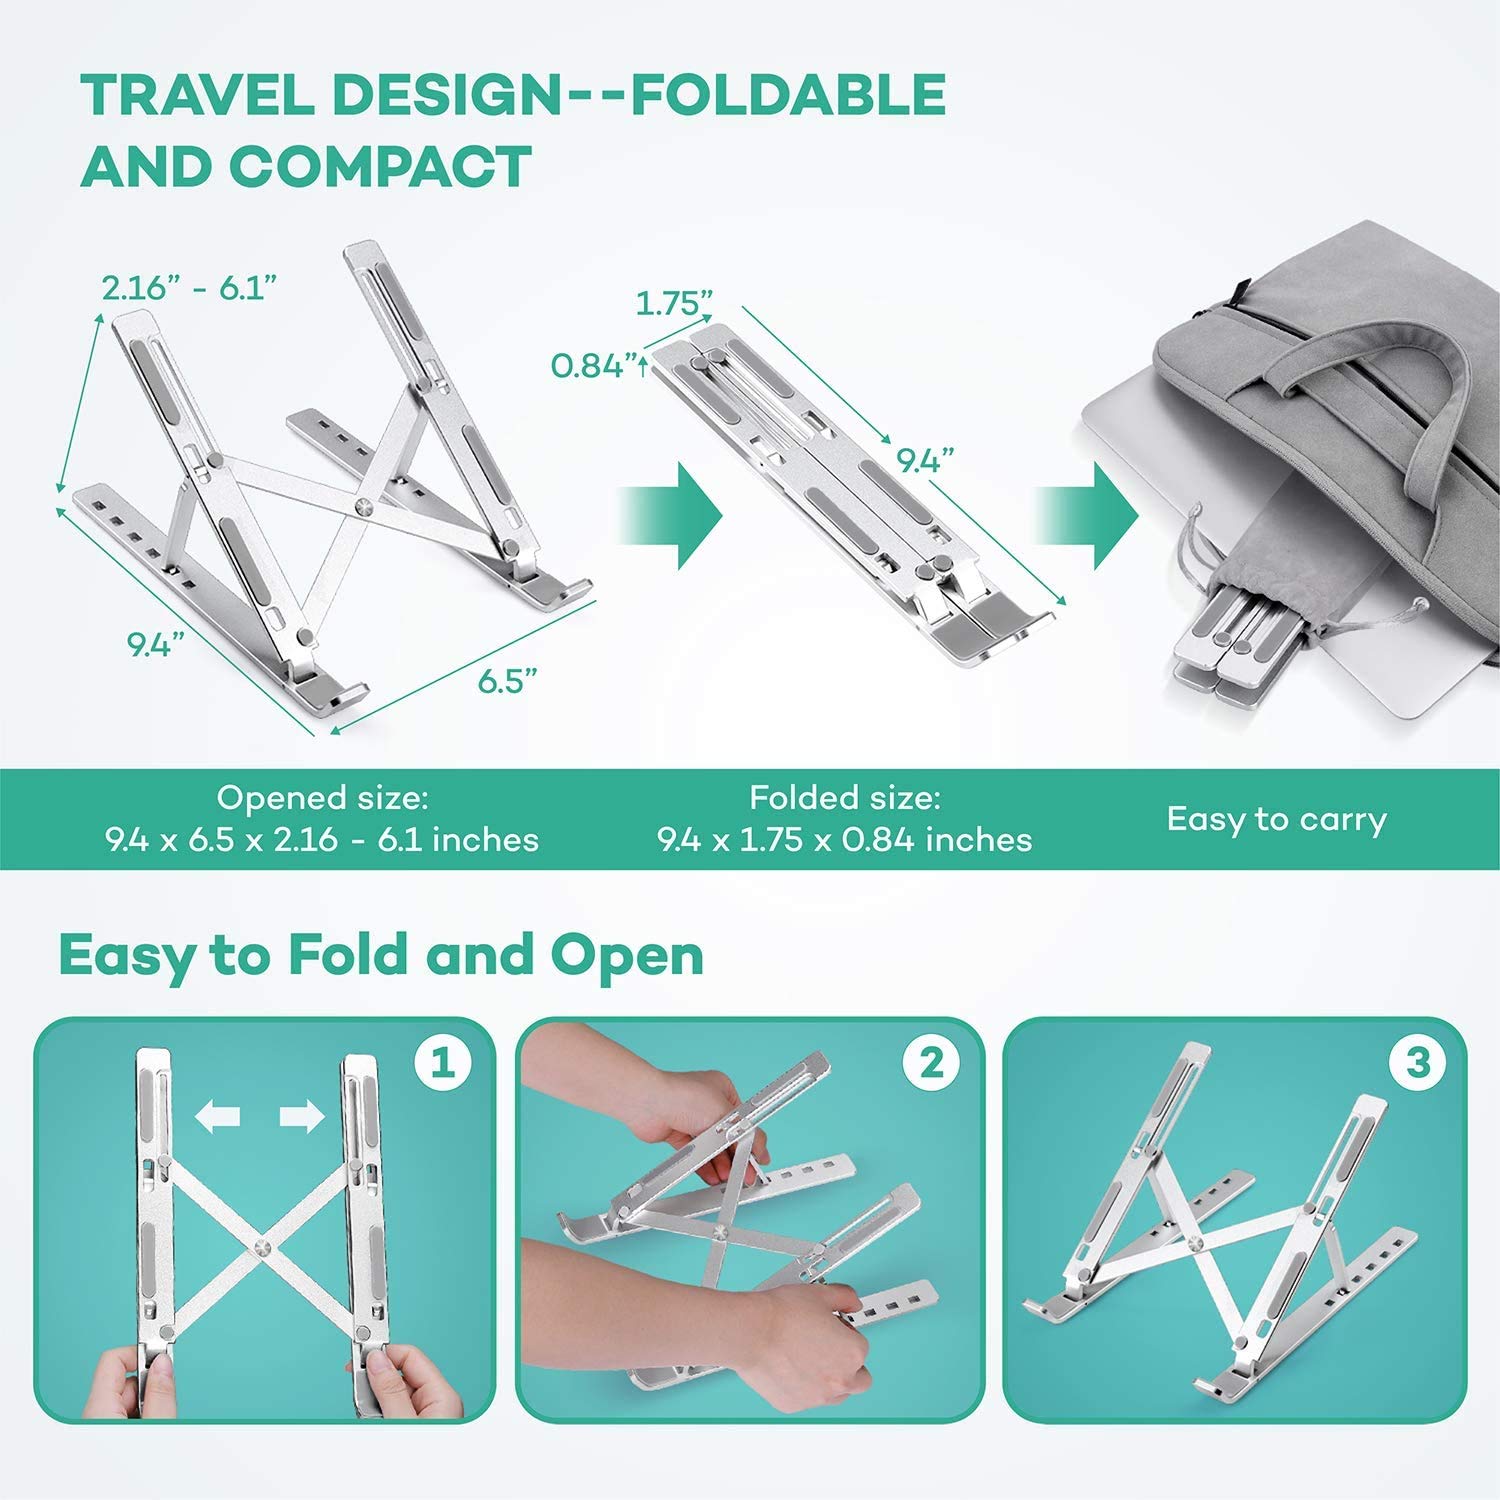 TRAVEL DESIGN--FOLDABLE
AND COMPACT
2.16” - 6.1”
9.4”
6.5”
1.75”
0.84”
9.4”
Opened size:
9.4 x 6.5 x 2.16 - 6.1 inches
Folded size:
9.4 x 1.75 x 0.84 inches
Easy to carry
Easy to Fold and Open
1
2
3